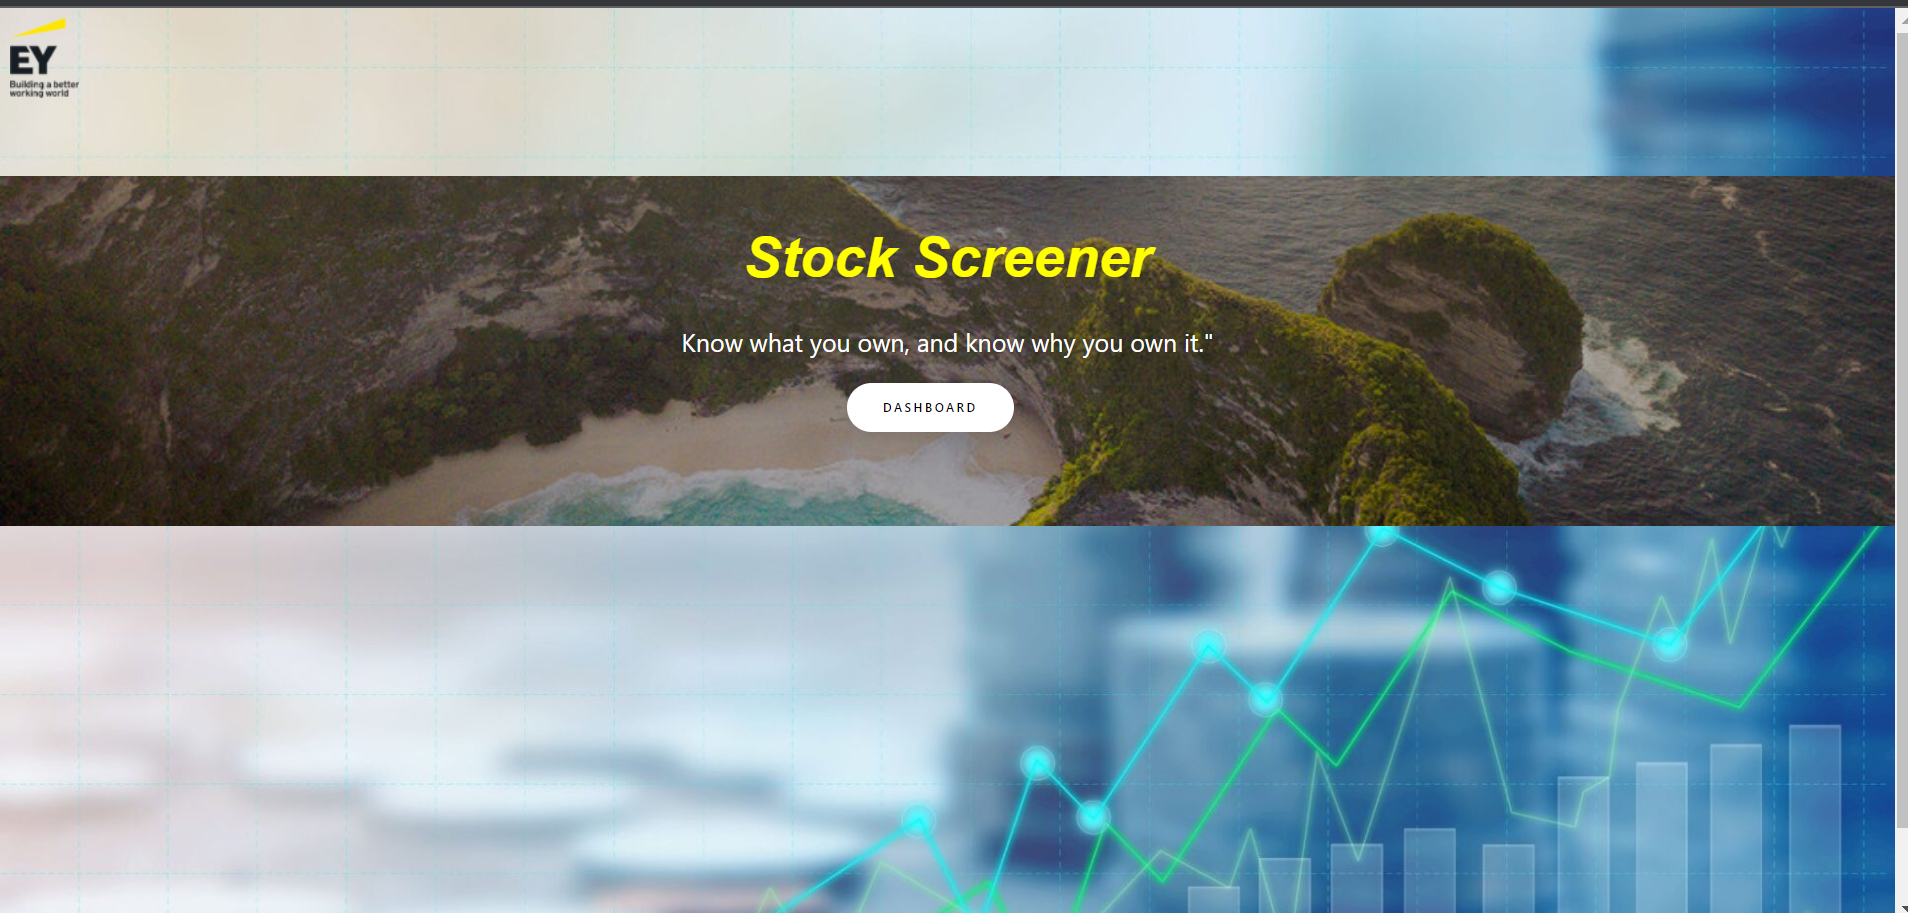 EY
Building a better
working world
Stock Screener
Know what you own, and know why you own it."
DASHBOARD